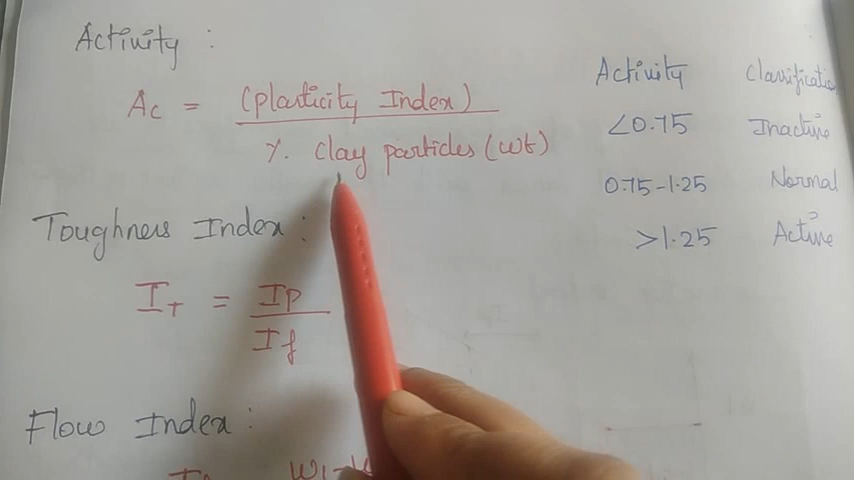 Activity :
Ac = (plasticity Index)
% clay particles (wt)
Activity Classification
<0.75 Inactive
0.75-1.25 Normal
>1.25 Active
Toughness Index :
IT = Ip
If
Flow Index :